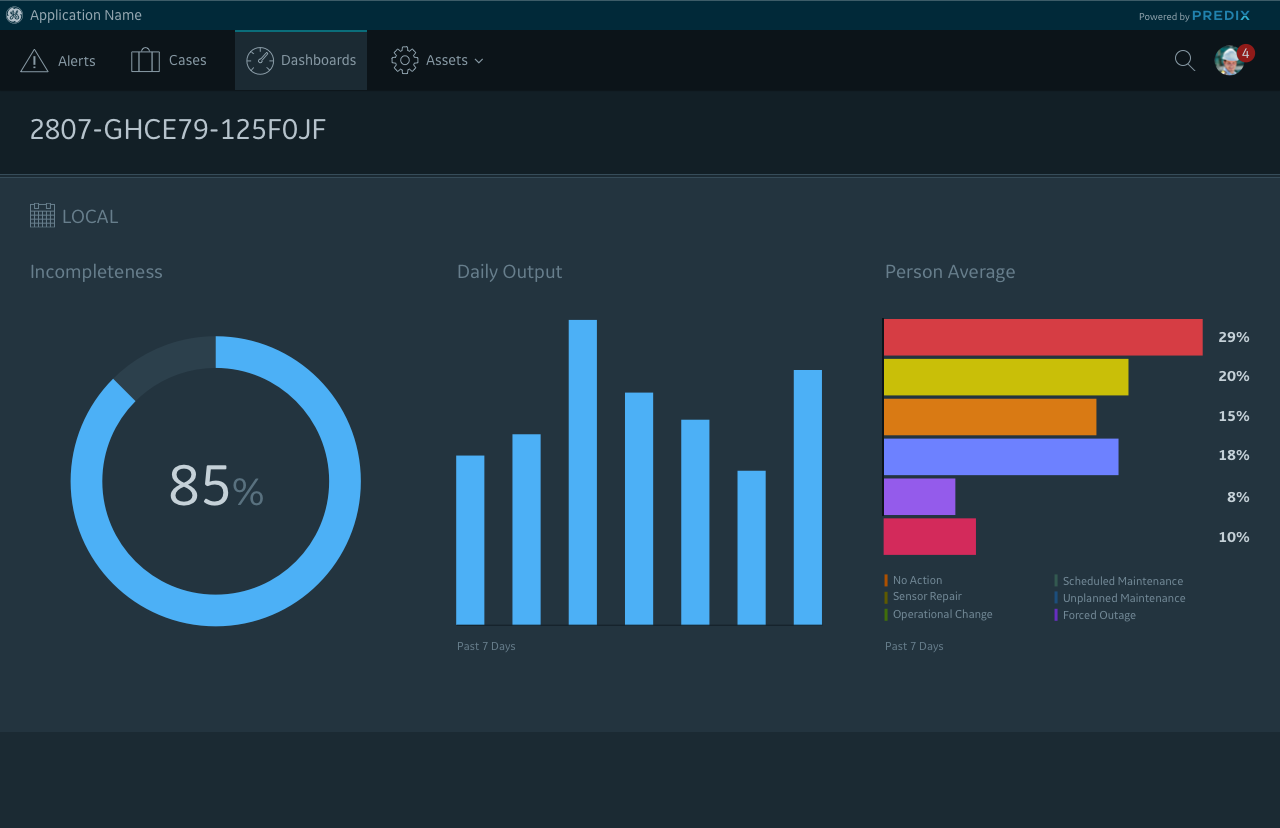 Application Name
Powered by PREDIX
Alerts
Cases
Dashboards
Assets
4
2807-GHCE79-125F0JF
LOCAL
Incompleteness
Daily Output
Person Average
85%
29%
20%
15%
18%
8%
10%
No Action
Sensor Repair
Operational Change
Scheduled Maintenance
Unplanned Maintenance
Forced Outage
Past 7 Days
Past 7 Days